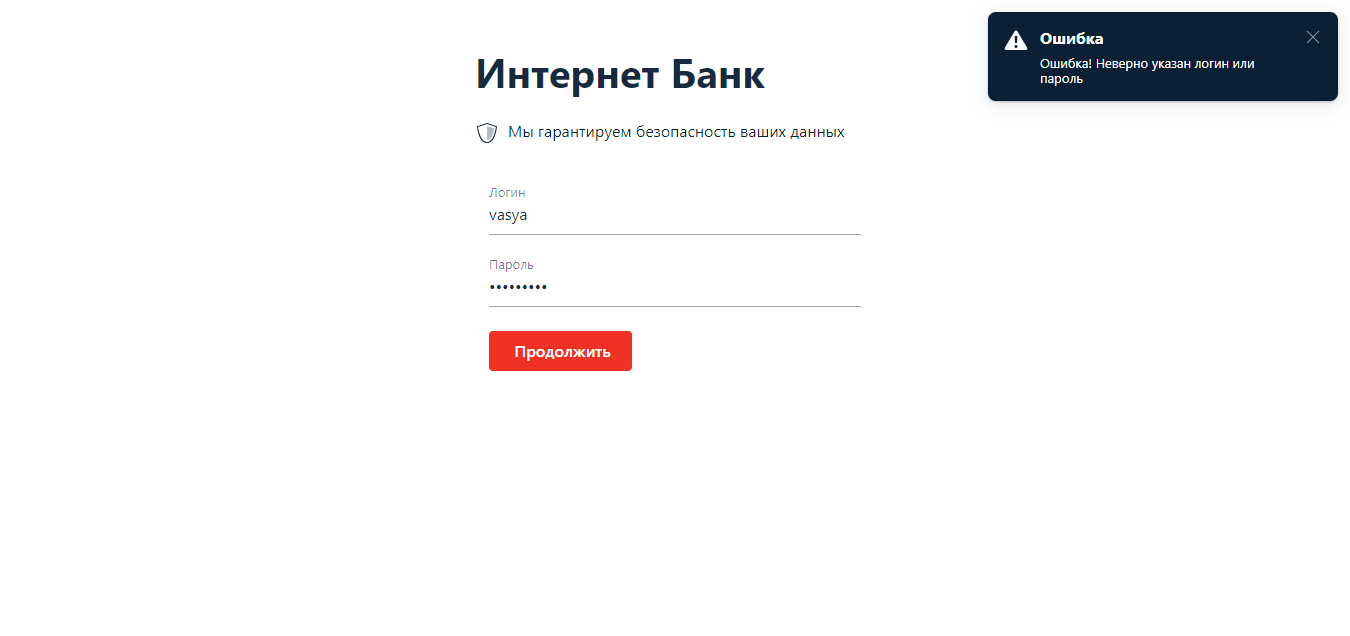 Интернет Банк
Мы гарантируем безопасность ваших данных
Логин
vasya
Пароль
•••••••••
Продолжить
Ошибка
Ошибка! Неверно указан логин или
пароль